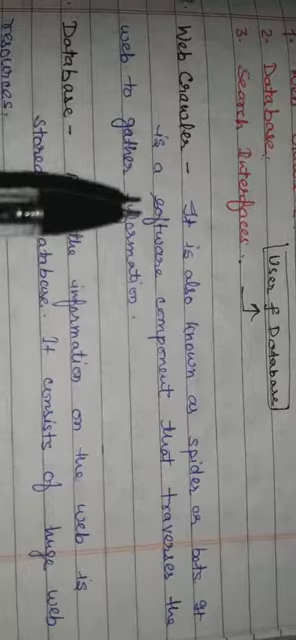 2. Database.
3. Search Interfaces.
User & Database
Web Crawler - It is also known as spider or bots It
is a software component that traverses the
web to gather
Database - the information on the web is
stored database. It consists of huge web
resources.